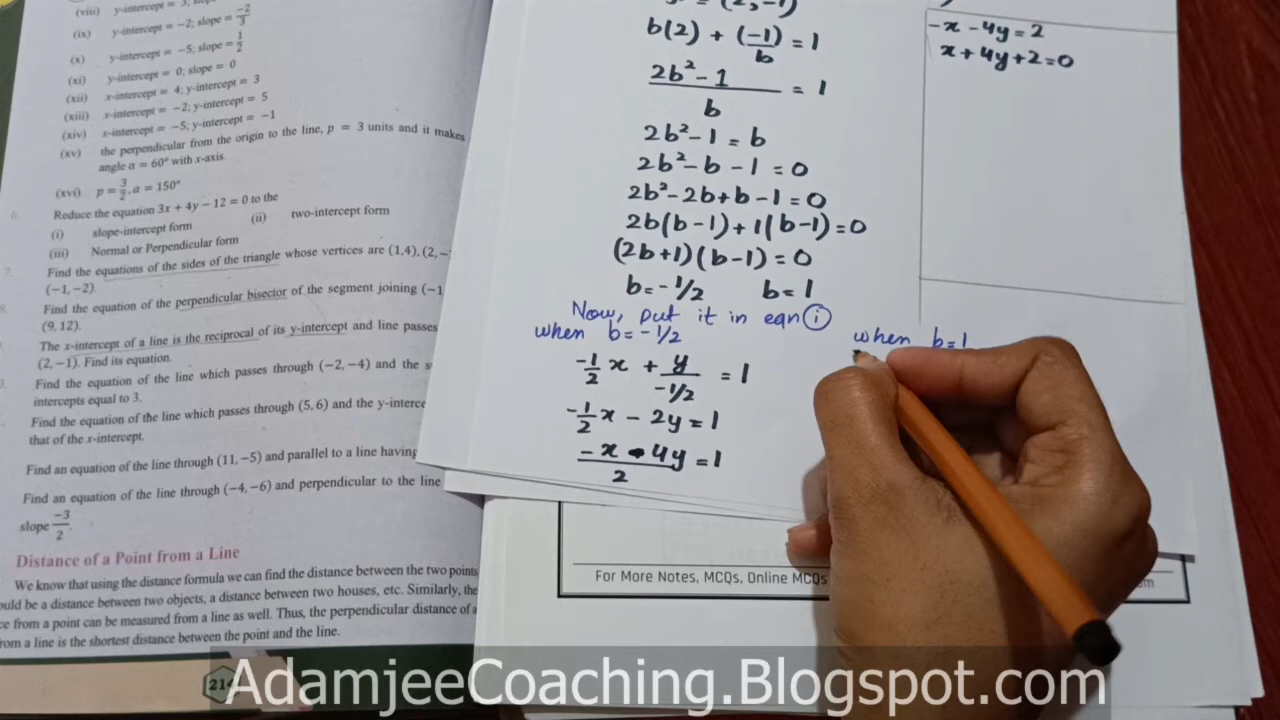 (viii) y-intercept = 3;
(ix) y-intercept = −2; slope = −2/3
(x) y-intercept = −5; slope = 1/2
(xi) y-intercept = 0; slope = 0
(xii) x-intercept = 4; y-intercept = 3
(xiii) x-intercept = −2; y-intercept = 5
(xiv) x-intercept = −5; y-intercept = −1
(xv) the perpendicular from the origin to the line, p = 3 units and it makes
angle α = 60° with x-axis.
(xvi) p = 3/2, α = 150°
6. Reduce the equation 3x + 4y − 12 = 0 to the
(i) slope-intercept form (ii) two-intercept form
(iii) Normal or Perpendicular form
7. Find the equations of the sides of the triangle whose vertices are (1,4), (2,−
(−1,−2).
Find the equation of the perpendicular bisector of the segment joining (−1
(9, 12).
The x-intercept of a line is the reciprocal of its y-intercept and line passes
(2,−1). Find its equation.
Find the equation of the line which passes through (−2,−4) and the s
intercepts equal to 3.
Find the equation of the line which passes through (5,6) and the y-interce
that of the x-intercept.
Find an equation of the line through (11,−5) and parallel to a line having
Find an equation of the line through (−4,−6) and perpendicular to the line
slope −3/2.
Distance of a Point from a Line
We know that using the distance formula we can find the distance between the two points
ould be a distance between two objects, a distance between two houses, etc. Similarly, the
ce from a point can be measured from a line as well. Thus, the perpendicular distance of a
rom a line is the shortest distance between the point and the line.
(2,-1)
b(2) + (-1)/b = 1
2b²-1 / b = 1
2b²-1 = b
2b²-b-1=0
2b²-2b+b-1=0
2b(b-1)+1(b-1)=0
(2b+1)(b-1)=0
b=-1/2 b=1
Now, put it in eqn ①
when b=-1/2
-1/2 x + y/-1/2 = 1
-1/2 x - 2y = 1
-x-4y / 2 = 1
-x-4y=2
x+4y+2=0
when b=1
For More Notes, MCQs, Online MCQs
AdamjeeCoaching.Blogspot.com